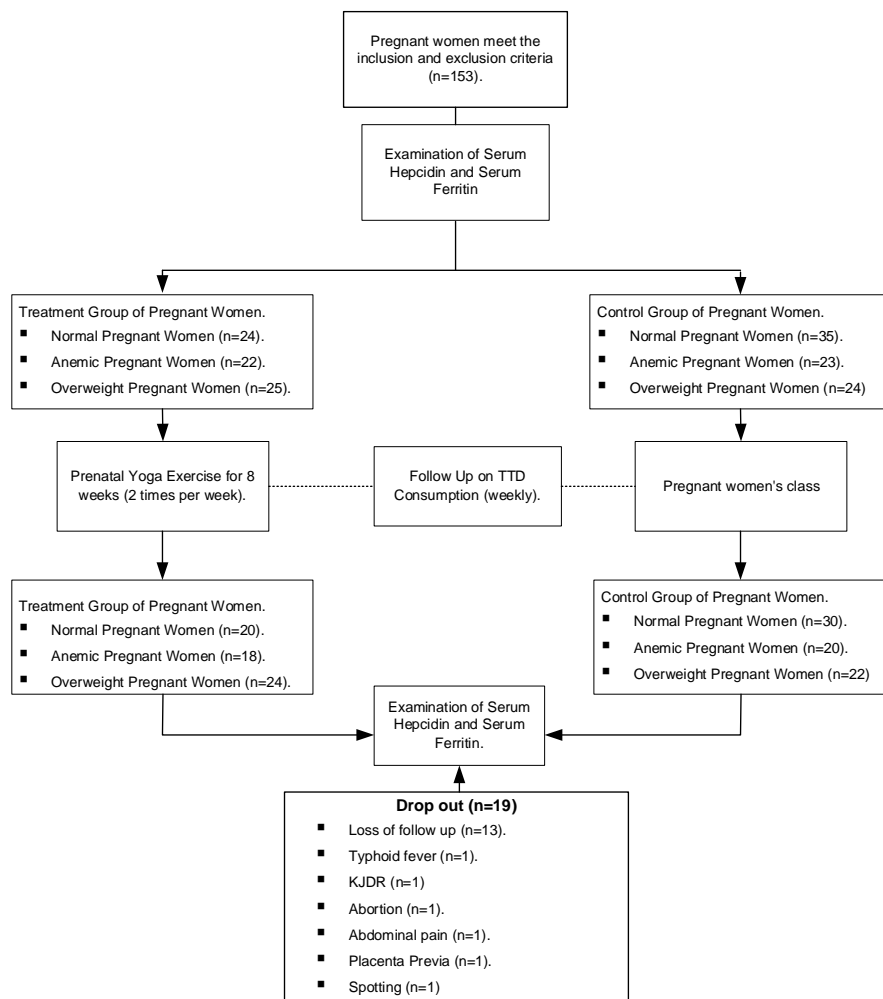 Pregnant women meet the
inclusion and exclusion criteria
(n=153).
Examination of Serum
Hepcidin and Serum
Ferritin
Treatment Group of Pregnant Women.
Normal Pregnant Women (n=24).
Anemic Pregnant Women (n=22).
Overweight Pregnant Women (n=25).
Control Group of Pregnant Women.
Normal Pregnant Women (n=35).
Anemic Pregnant Women (n=23).
Overweight Pregnant Women (n=24)
Prenatal Yoga Exercise for 8
weeks (2 times per week).
Follow Up on TTD
Consumption (weekly).
Pregnant women's class
Treatment Group of Pregnant Women.
Normal Pregnant Women (n=20).
Anemic Pregnant Women (n=18).
Overweight Pregnant Women (n=24).
Control Group of Pregnant Women.
Normal Pregnant Women (n=30).
Anemic Pregnant Women (n=20).
Overweight Pregnant Women (n=22)
Examination of Serum
Hepcidin and Serum
Ferritin.
Drop out (n=19)
Loss of follow up (n=13).
Typhoid fever (n=1).
KJDR (n=1)
Abortion (n=1).
Abdominal pain (n=1).
Placenta Previa (n=1).
Spotting (n=1)